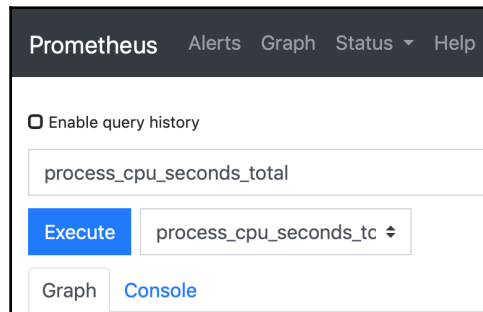 Prometheus Alerts Graph Status Help
Enable query history
process_cpu_seconds_total
Execute process_cpu_seconds_tc
Graph Console